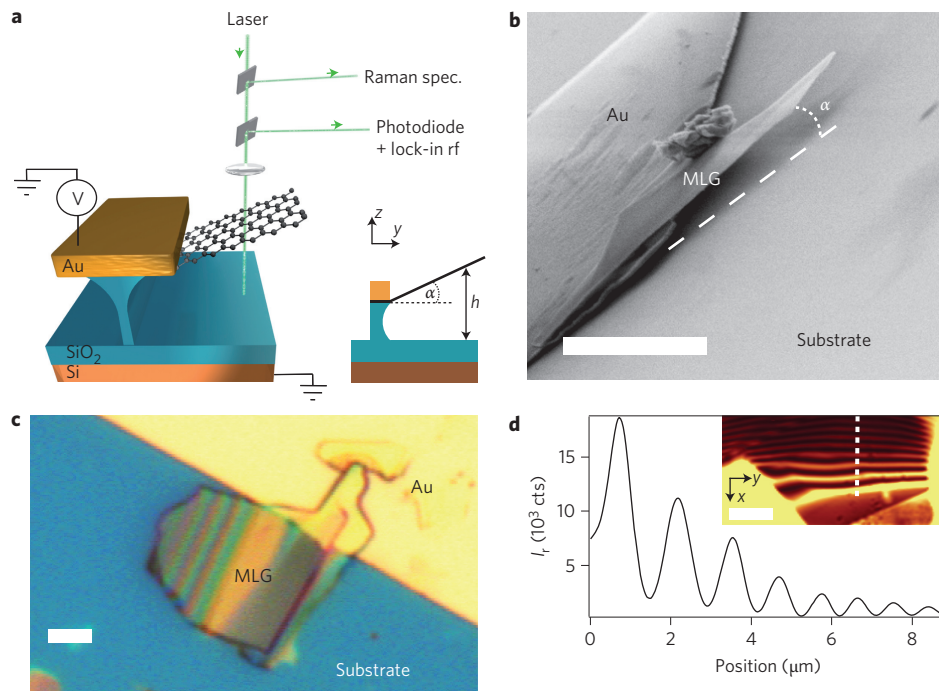 a
Laser
Raman spec.
Photodiode
+ lock-in rf
V
Au
SiO2
Si
z
y
α
h
b
Au
MLG
α
Substrate
c
Au
MLG
Substrate
d
Ir (10³ cts)
15
10
5
0
2
4
6
8
Position (μm)
y
x